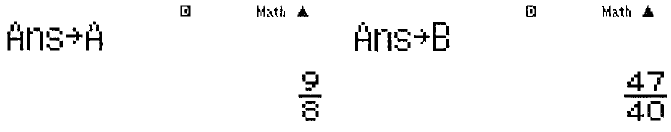 D Math ▲
Ans→A
9/8
D Math ▲
Ans→B
47/40